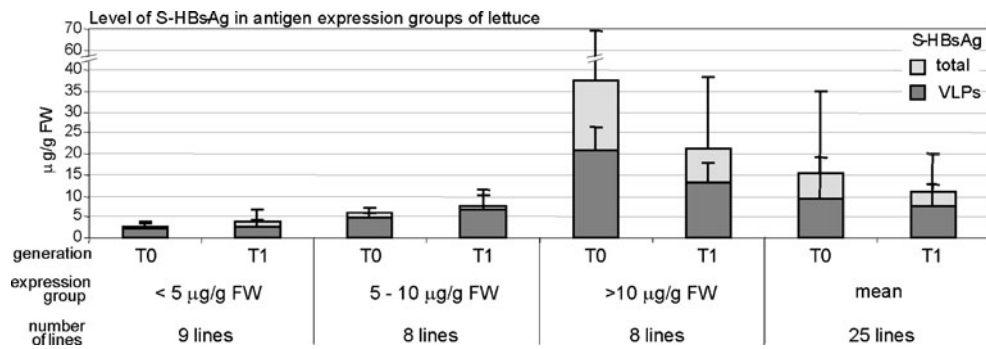 Level of S-HBsAg in antigen expression groups of lettuce
70
60
40
35
30
25
20
15
10
5
0
µg/g FW
S-HBsAg
total
VLPs
generation T0 T1 T0 T1 T0 T1 T0 T1
expression
group
< 5 µg/g FW 5 - 10 µg/g FW >10 µg/g FW mean
number
of lines
9 lines 8 lines 8 lines 25 lines